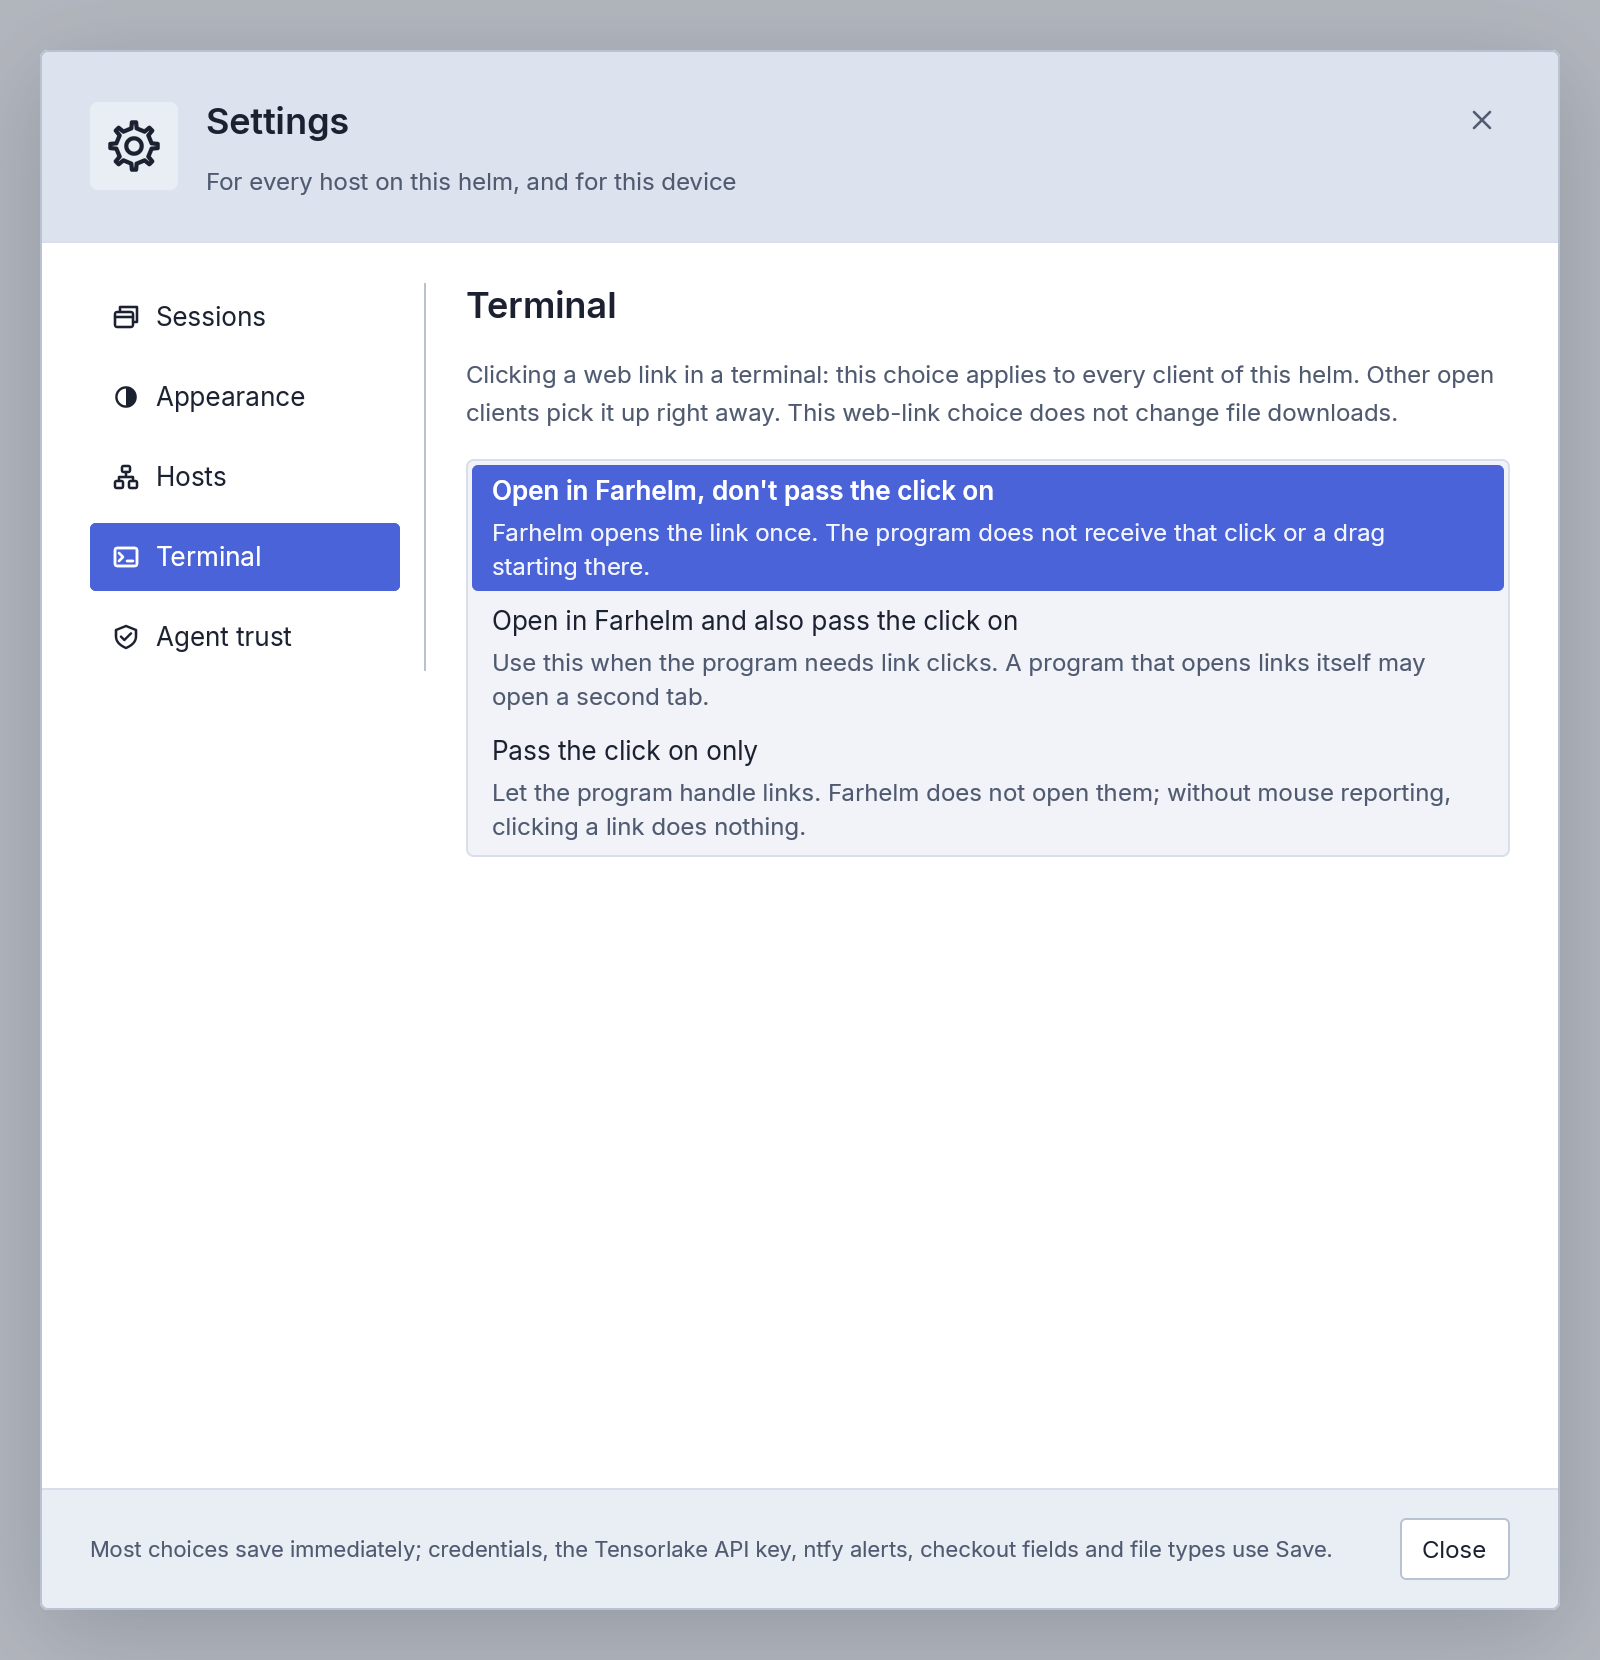 Settings
For every host on this helm, and for this device
Sessions
Appearance
Hosts
Terminal
Agent trust
Terminal
Clicking a web link in a terminal: this choice applies to every client of this helm. Other open
clients pick it up right away. This web-link choice does not change file downloads.
Open in Farhelm, don't pass the click on
Farhelm opens the link once. The program does not receive that click or a drag
starting there.
Open in Farhelm and also pass the click on
Use this when the program needs link clicks. A program that opens links itself may
open a second tab.
Pass the click on only
Let the program handle links. Farhelm does not open them; without mouse reporting,
clicking a link does nothing.
Most choices save immediately; credentials, the Tensorlake API key, ntfy alerts, checkout fields and file types use Save.
Close